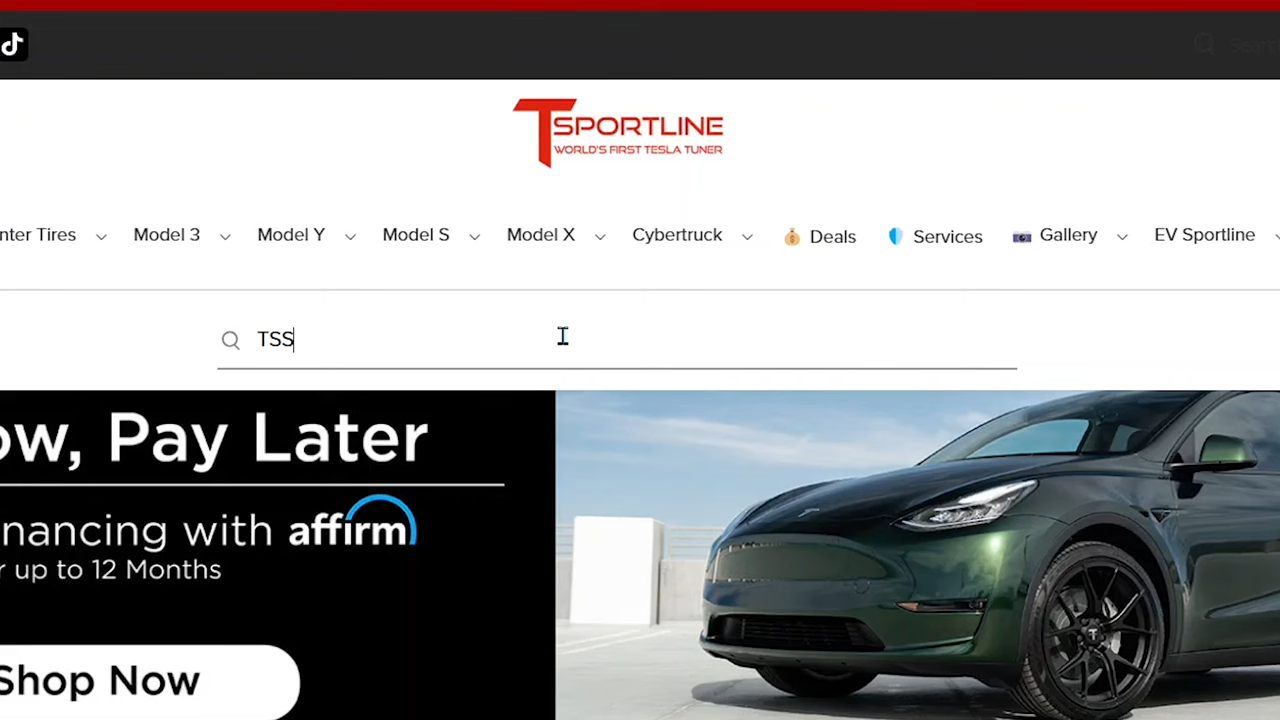 TSPORTLINE
WORLD'S FIRST TESLA TUNER
nter Tires Model 3 Model Y Model S Model X Cybertruck Deals Services Gallery EV Sportline
TSS
ow, Pay Later
nancing with affirm
r up to 12 Months
Shop Now